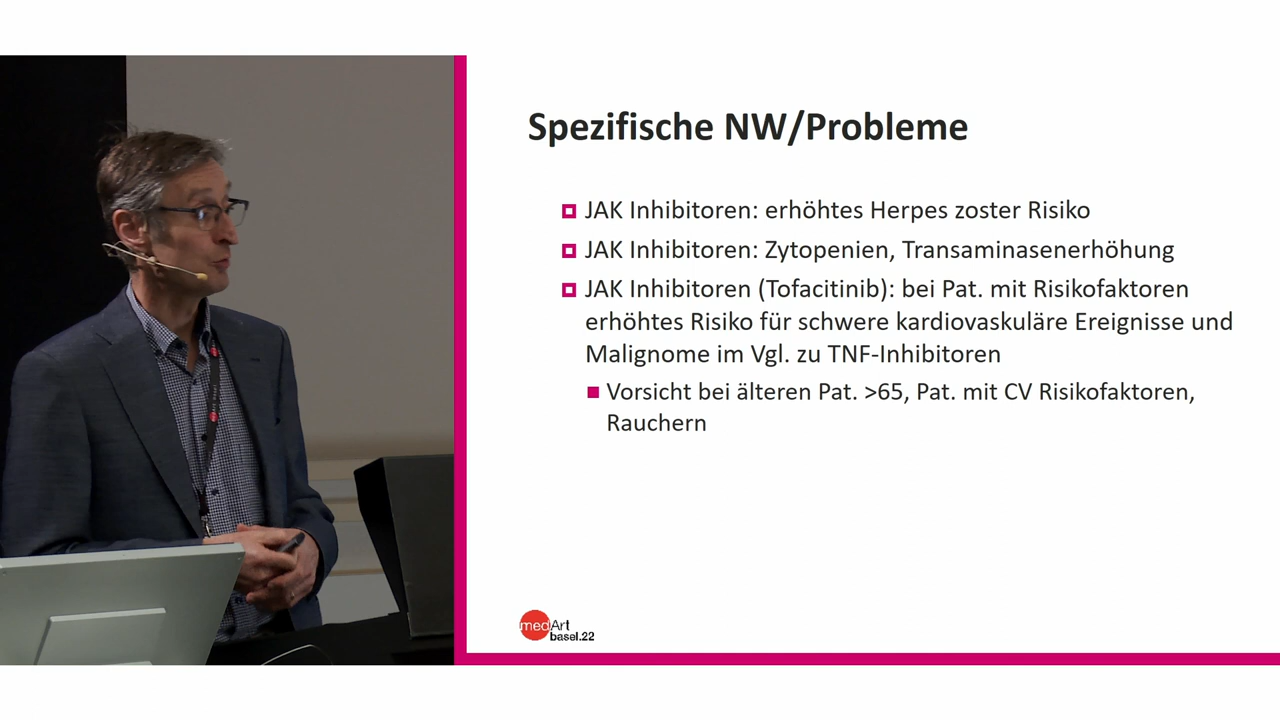 Spezifische NW/Probleme
JAK Inhibitoren: erhöhtes Herpes zoster Risiko
JAK Inhibitoren: Zytopenien, Transaminasenerhöhung
JAK Inhibitoren (Tofacitinib): bei Pat. mit Risikofaktoren
erhöhtes Risiko für schwere kardiovaskuläre Ereignisse und
Malignome im Vgl. zu TNF-Inhibitoren
Vorsicht bei älteren Pat. >65, Pat. mit CV Risikofaktoren,
Rauchern
medArt
basel.22